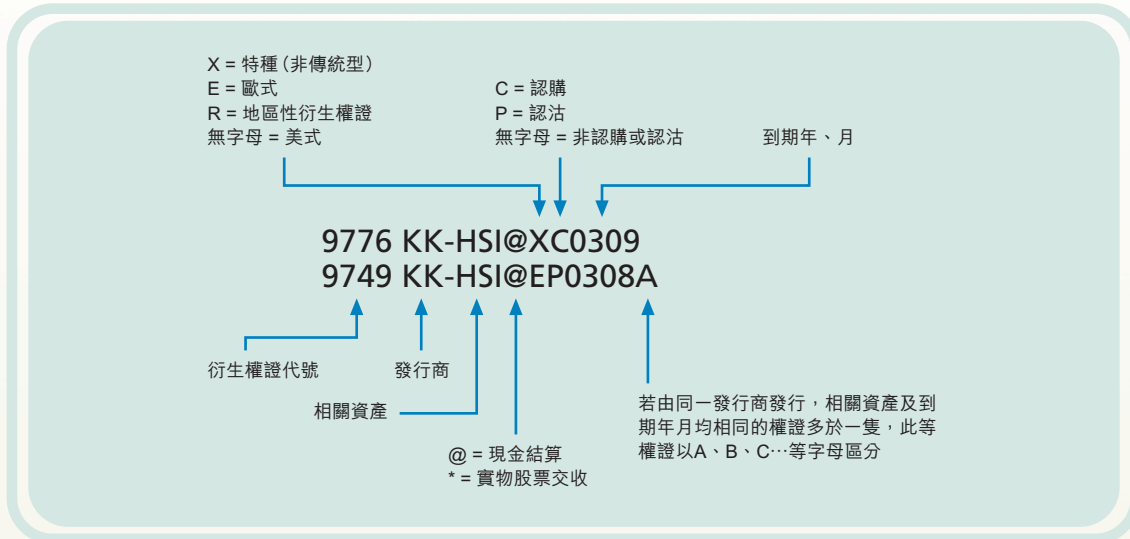 X = 特種（非傳統型）
E = 歐式
R = 地區性衍生權證
無字母 = 美式
C = 認購
P = 認沽
無字母 = 非認購或認沽
到期年、月
9776 KK-HSI@XC0309
9749 KK-HSI@EP0308A
衍生權證代號
發行商
相關資產
@ = 現金結算
* = 實物股票交收
若由同一發行商發行，相關資產及到
期年月均相同的權證多於一隻，此等
權證以A、B、C…等字母區分